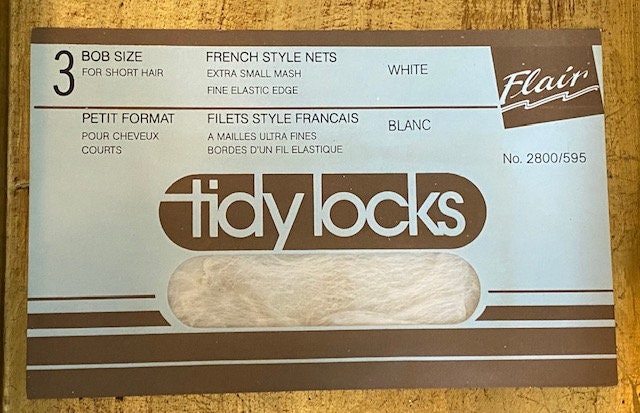 3
BOB SIZE
FOR SHORT HAIR
FRENCH STYLE NETS
EXTRA SMALL MASH
FINE ELASTIC EDGE
WHITE
Flair
PETIT FORMAT
POUR CHEVEUX
COURTS
FILETS STYLE FRANCAIS
A MAILLES ULTRA FINES
BORDES D'UN FIL ELASTIQUE
BLANC
No. 2800/595
tidy locks